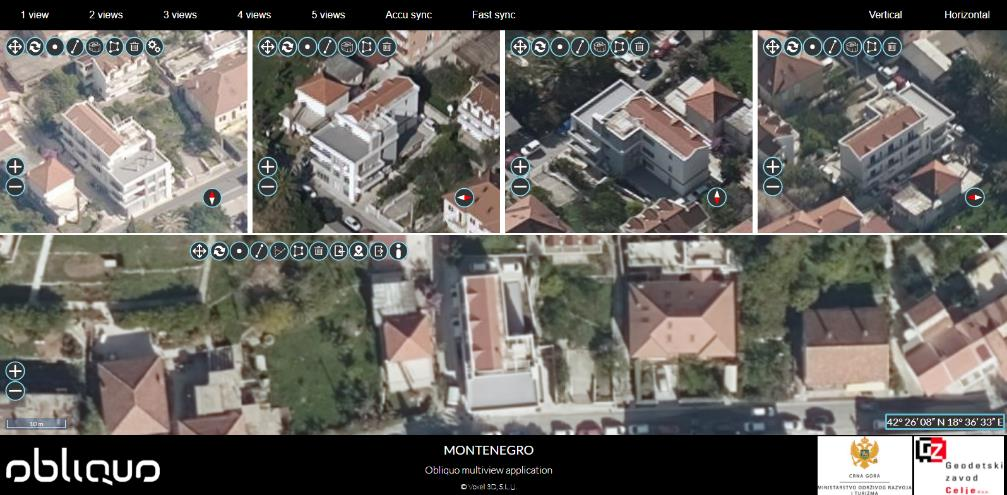 1 view 2 views 3 views 4 views 5 views Accu sync Fast sync Vertical Horizontal
10 m
42° 26' 08" N 18° 36' 33" E
obliquo
MONTENEGRO
Obliquo multiview application
© Voxel 3D, S.L.U.
CRNA GORA
MINISTARSTVO ODRŽIVOG RAZVOJA
I TURIZMA
GZ
Geodetski
zavod
Celje d.o.o.